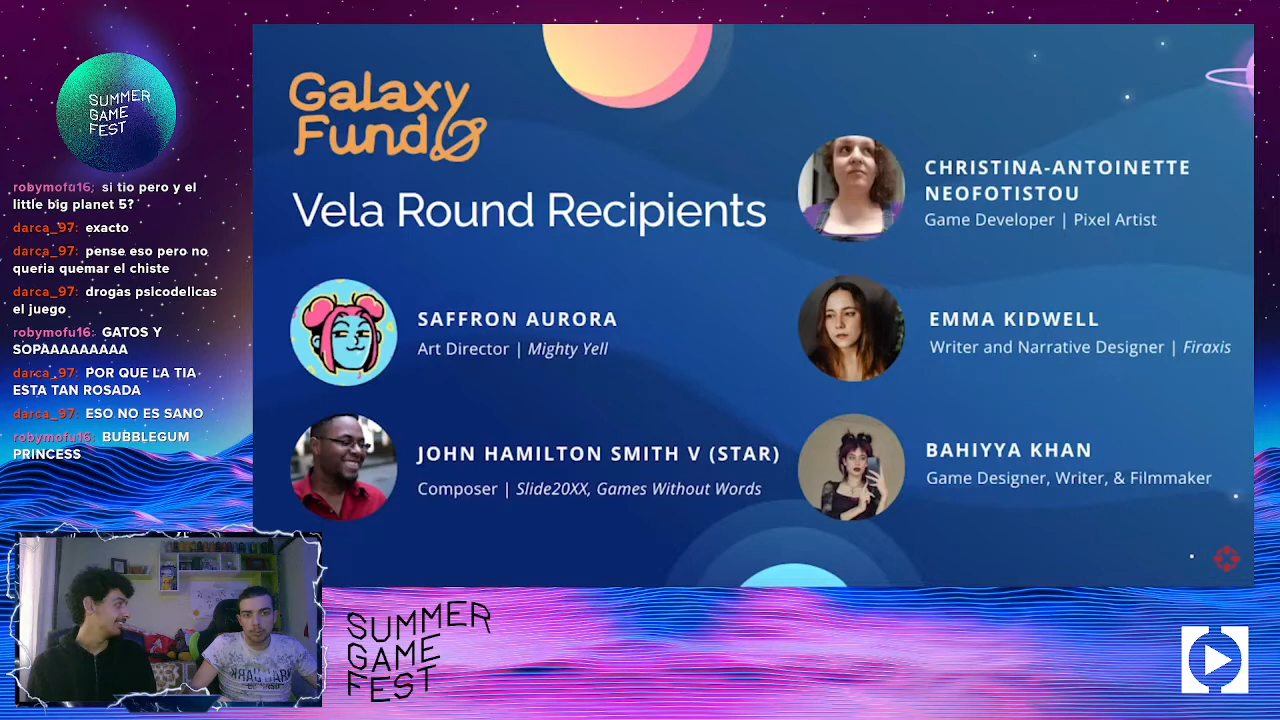 SUMMER
GAME
FEST
robymofu16: si tio pero y el
little big planet 5?
darca_97: exacto
darca_97: pense eso pero no
queria quemar el chiste
darca_97: drogas psicodelicas
el juego
robymofu16: GATOS Y
SOPAAAAAAAAA
darca_97: POR QUE LA TIA
ESTA TAN ROSADA
darca_97: ESO NO ES SANO
robymofu16: BUBBLEGUM
PRINCESS
Galaxy
Fund
Vela Round Recipients
SAFFRON AURORA
Art Director | Mighty Yell
JOHN HAMILTON SMITH V (STAR)
Composer | Slide20XX, Games Without Words
CHRISTINA-ANTOINETTE
NEOFOTISTOU
Game Developer | Pixel Artist
EMMA KIDWELL
Writer and Narrative Designer | Firaxis
BAHIYYA KHAN
Game Designer, Writer, & Filmmaker
SUMMER
GAME
FEST